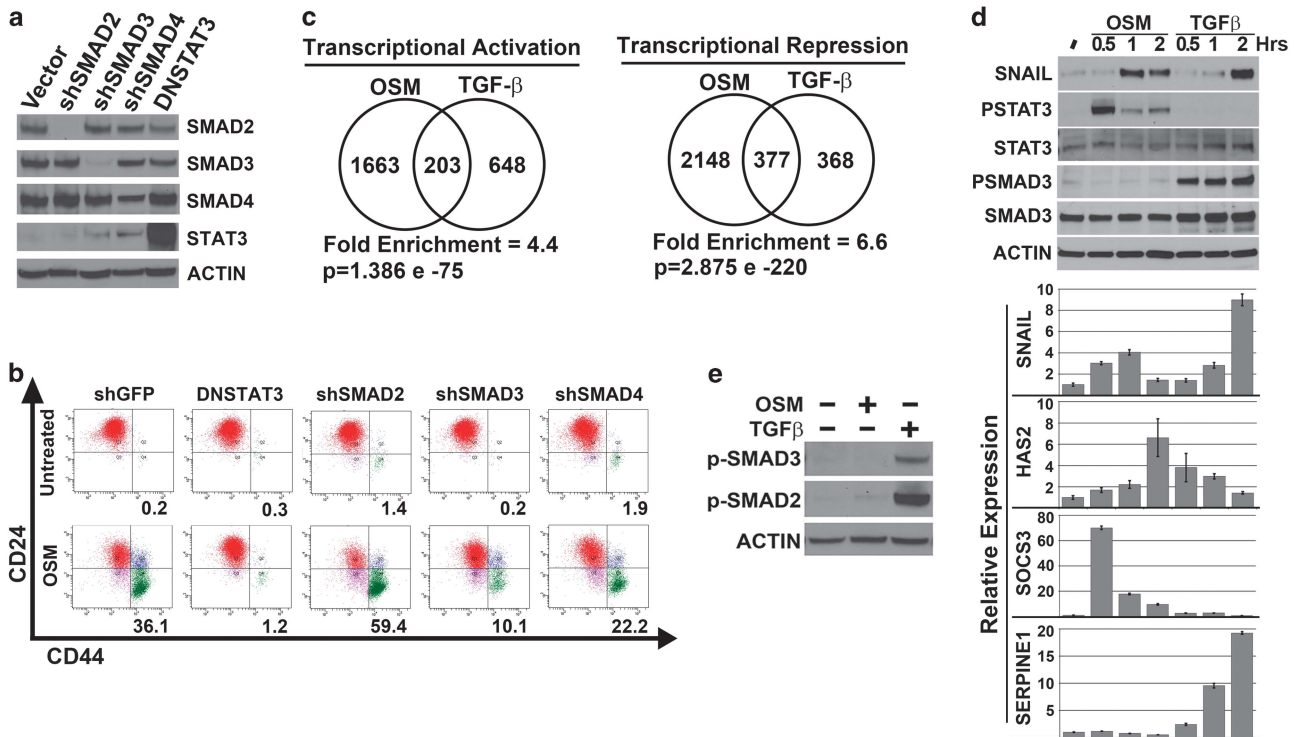 a
Vector
shSMAD2
shSMAD3
shSMAD4
DNSTAT3
SMAD2
SMAD3
SMAD4
STAT3
ACTIN
c
Transcriptional Activation
OSM TGF-β
1663 203 648
Fold Enrichment = 4.4
p=1.386 e -75
Transcriptional Repression
OSM TGF-β
2148 377 368
Fold Enrichment = 6.6
p=2.875 e -220
d
OSM TGFβ
- 0.5 1 2 0.5 1 2 Hrs
SNAIL
PSTAT3
STAT3
PSMAD3
SMAD3
ACTIN
Relative Expression
SNAIL
10
8
6
4
2
HAS2
10
8
6
4
2
SOCS3
80
60
40
20
SERPINE1
20
15
10
5
b
shGFP DNSTAT3 shSMAD2 shSMAD3 shSMAD4
Untreated
0.2 0.3 1.4 0.2 1.9
OSM
36.1 1.2 59.4 10.1 22.2
CD24
CD44
e
OSM - + -
TGFβ - - +
p-SMAD3
p-SMAD2
ACTIN